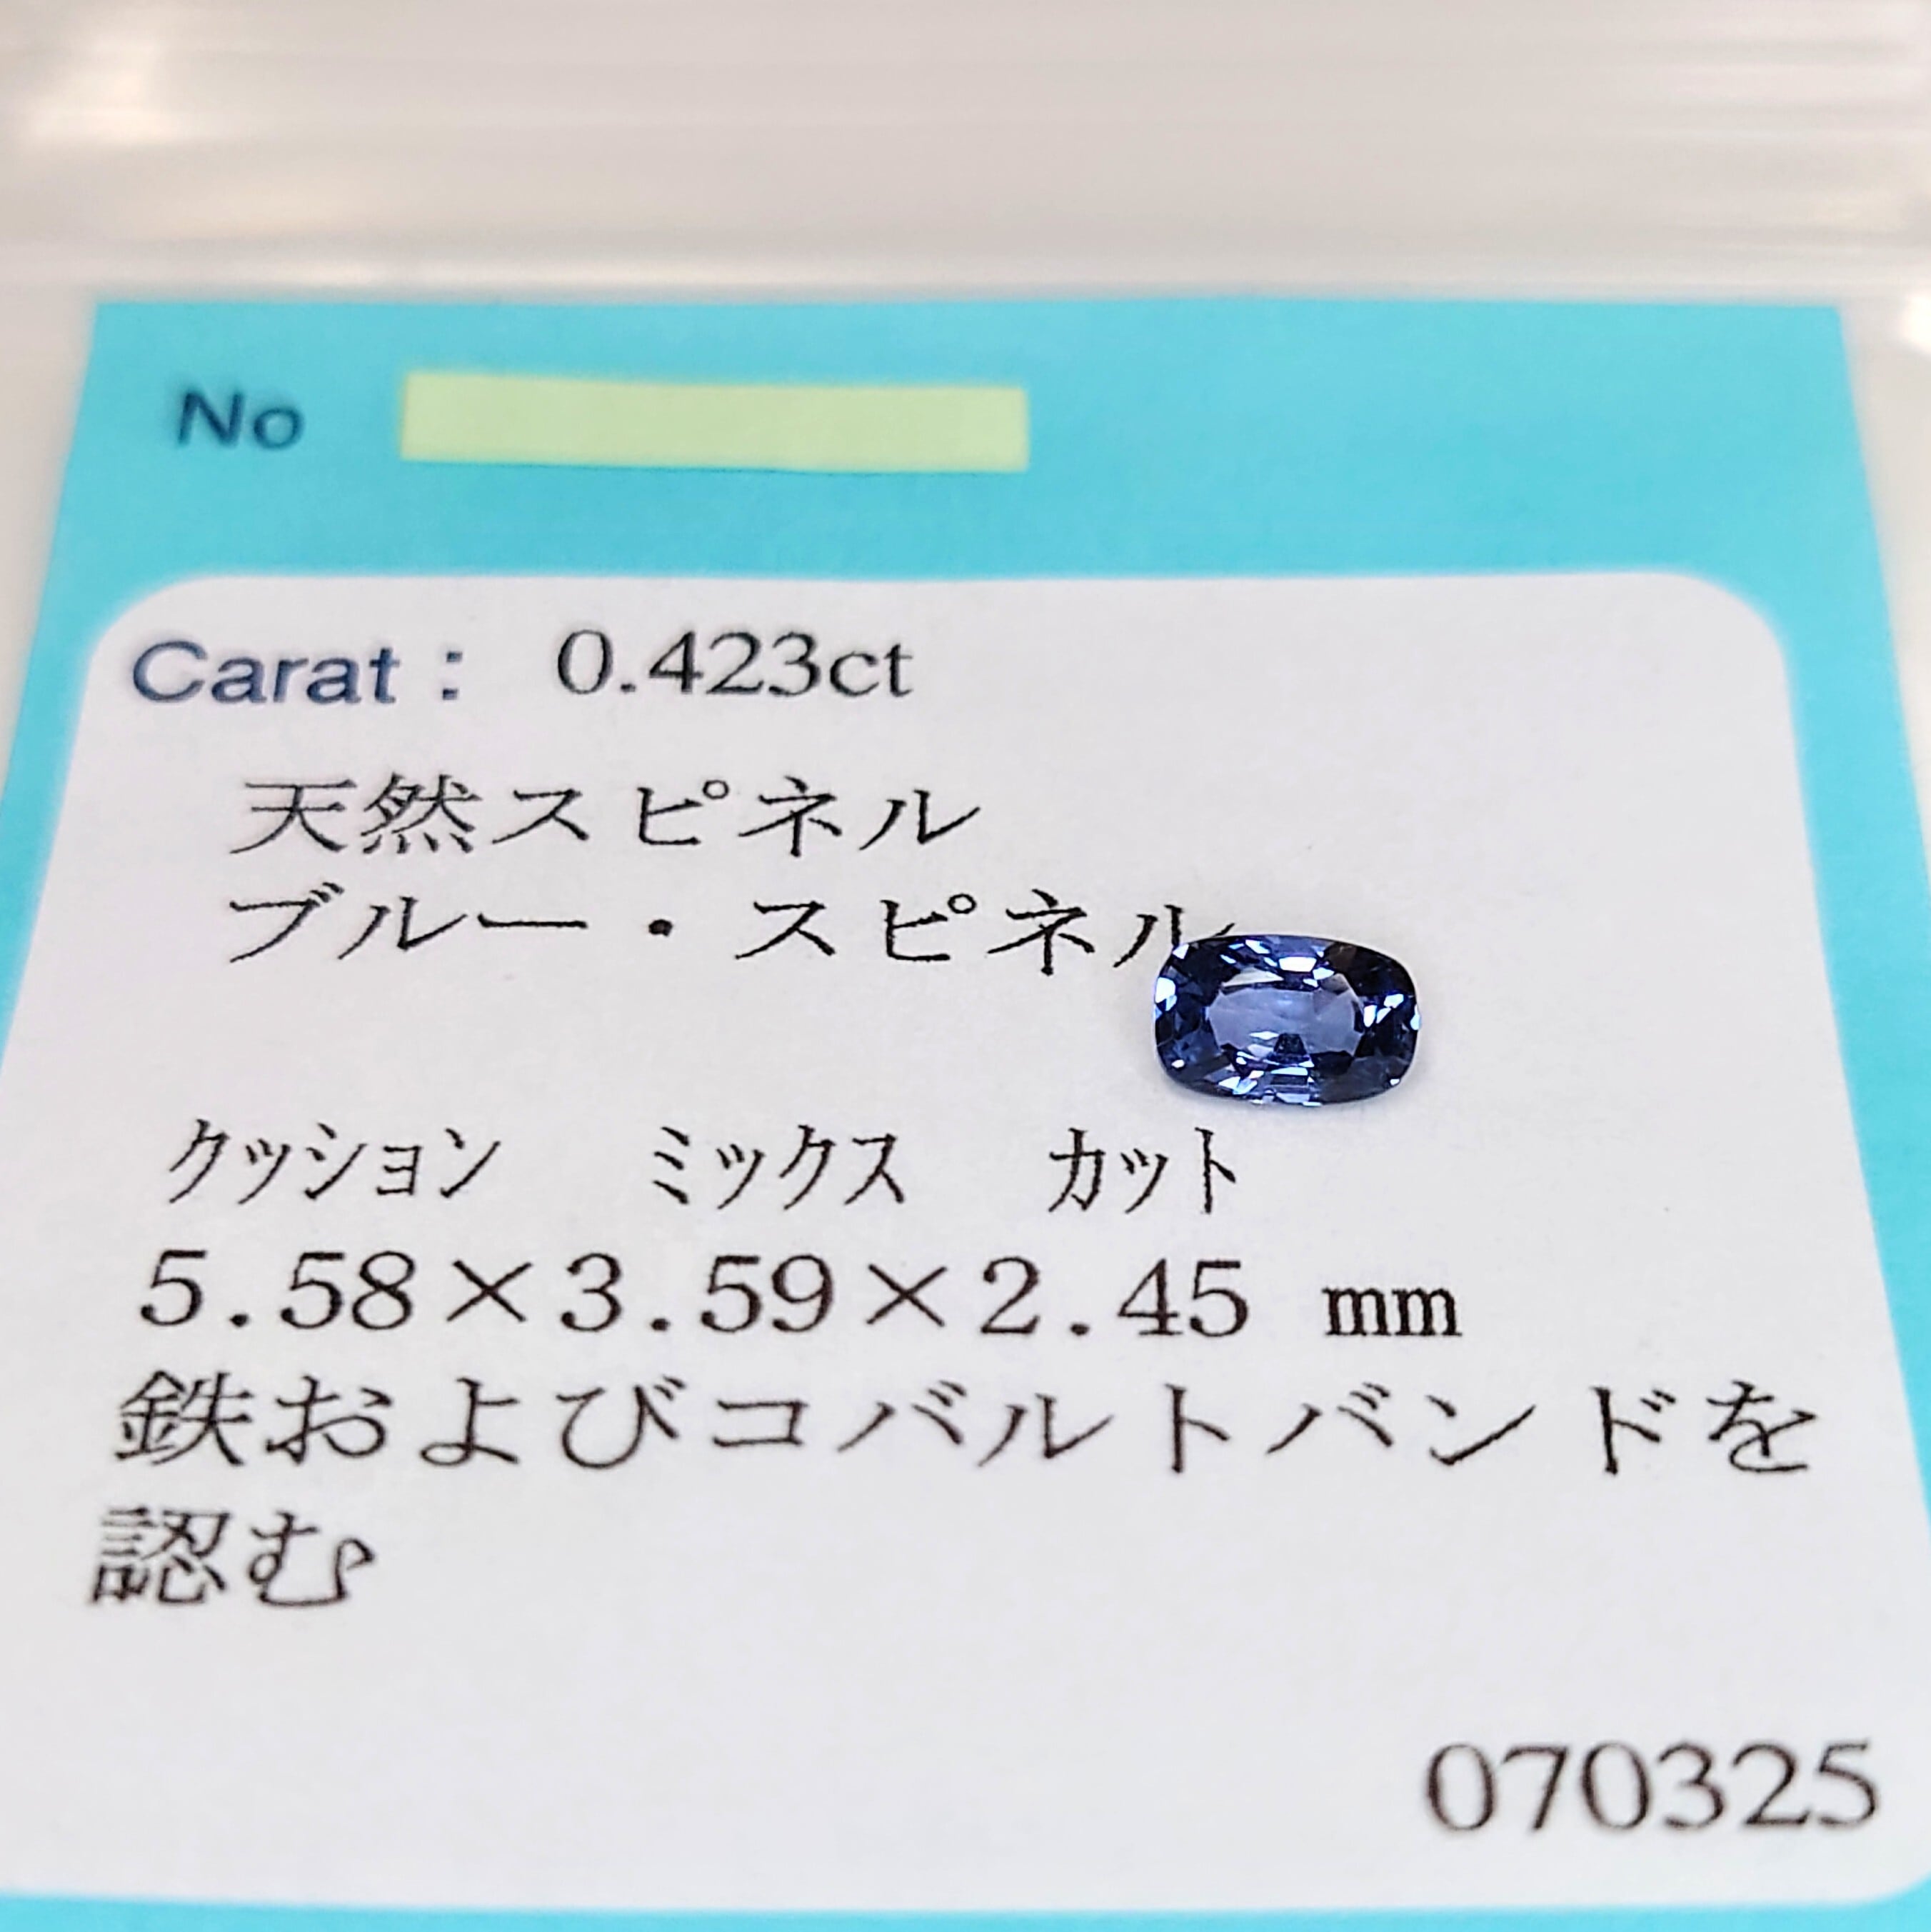 No
Carat : 0.423ct
天然スピネル
ブルー・スピネル
クッション ミックス カット
5.58×3.59×2.45 mm
鉄およびコバルトバンドを
認む
070325